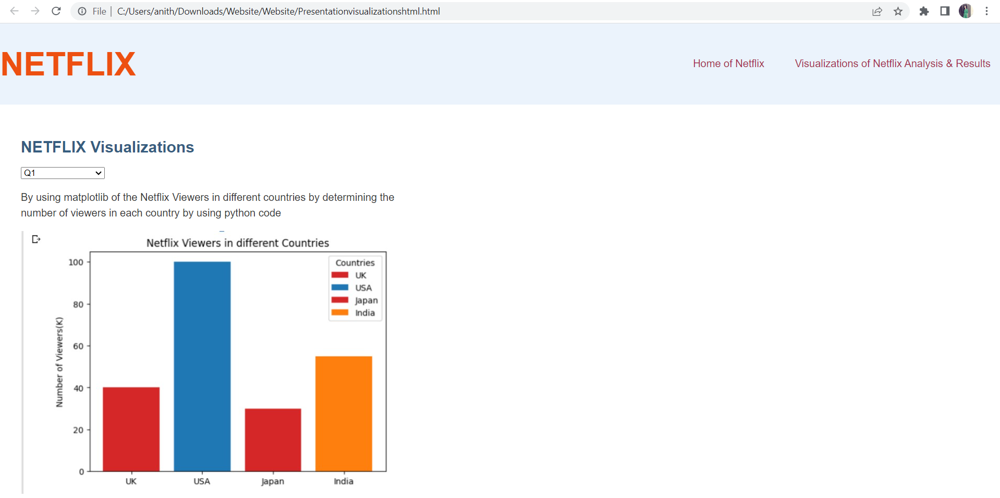 File | C:/Users/anith/Downloads/Website/Website/Presentationvisualizationshtml.html
NETFLIX
Home of Netflix
Visualizations of Netflix Analysis & Results
NETFLIX Visualizations
Q1
By using matplotlib of the Netflix Viewers in different countries by determining the
number of viewers in each country by using python code
Netflix Viewers in different Countries
Number of Viewers(K)
100
80
60
40
20
0
Countries
UK
USA
Japan
India
UK
USA
Japan
India